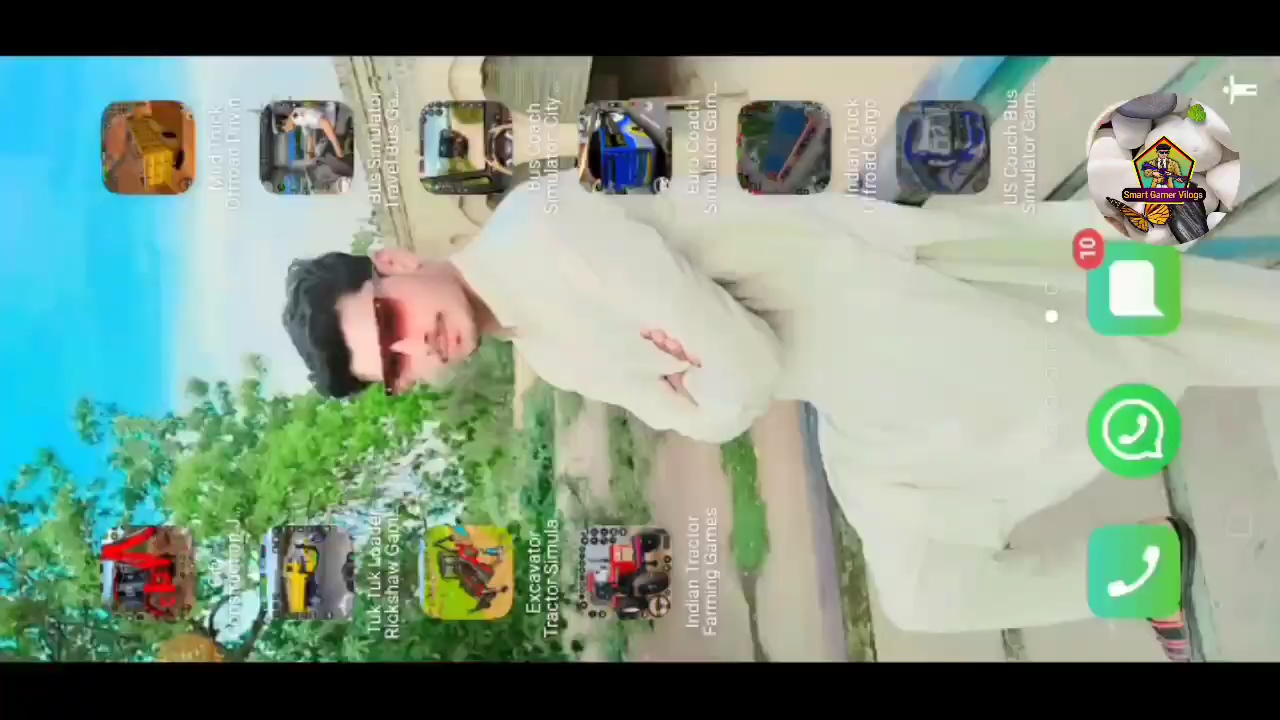 Mud Truck
Offroad Drivin
Bus Simulator
Travel Bus Ga...
Bus Coach
Simulator City...
Euro Coach
Simulator Gam...
Indian Truck
Offroad Cargo
US Coach Bus
Simulator Gam...
Tuk Tuk Loader
Rickshaw Game
Excavator
Tractor Simula
Indian Tractor
Farming Games
Smart Gamer Vilogs
10